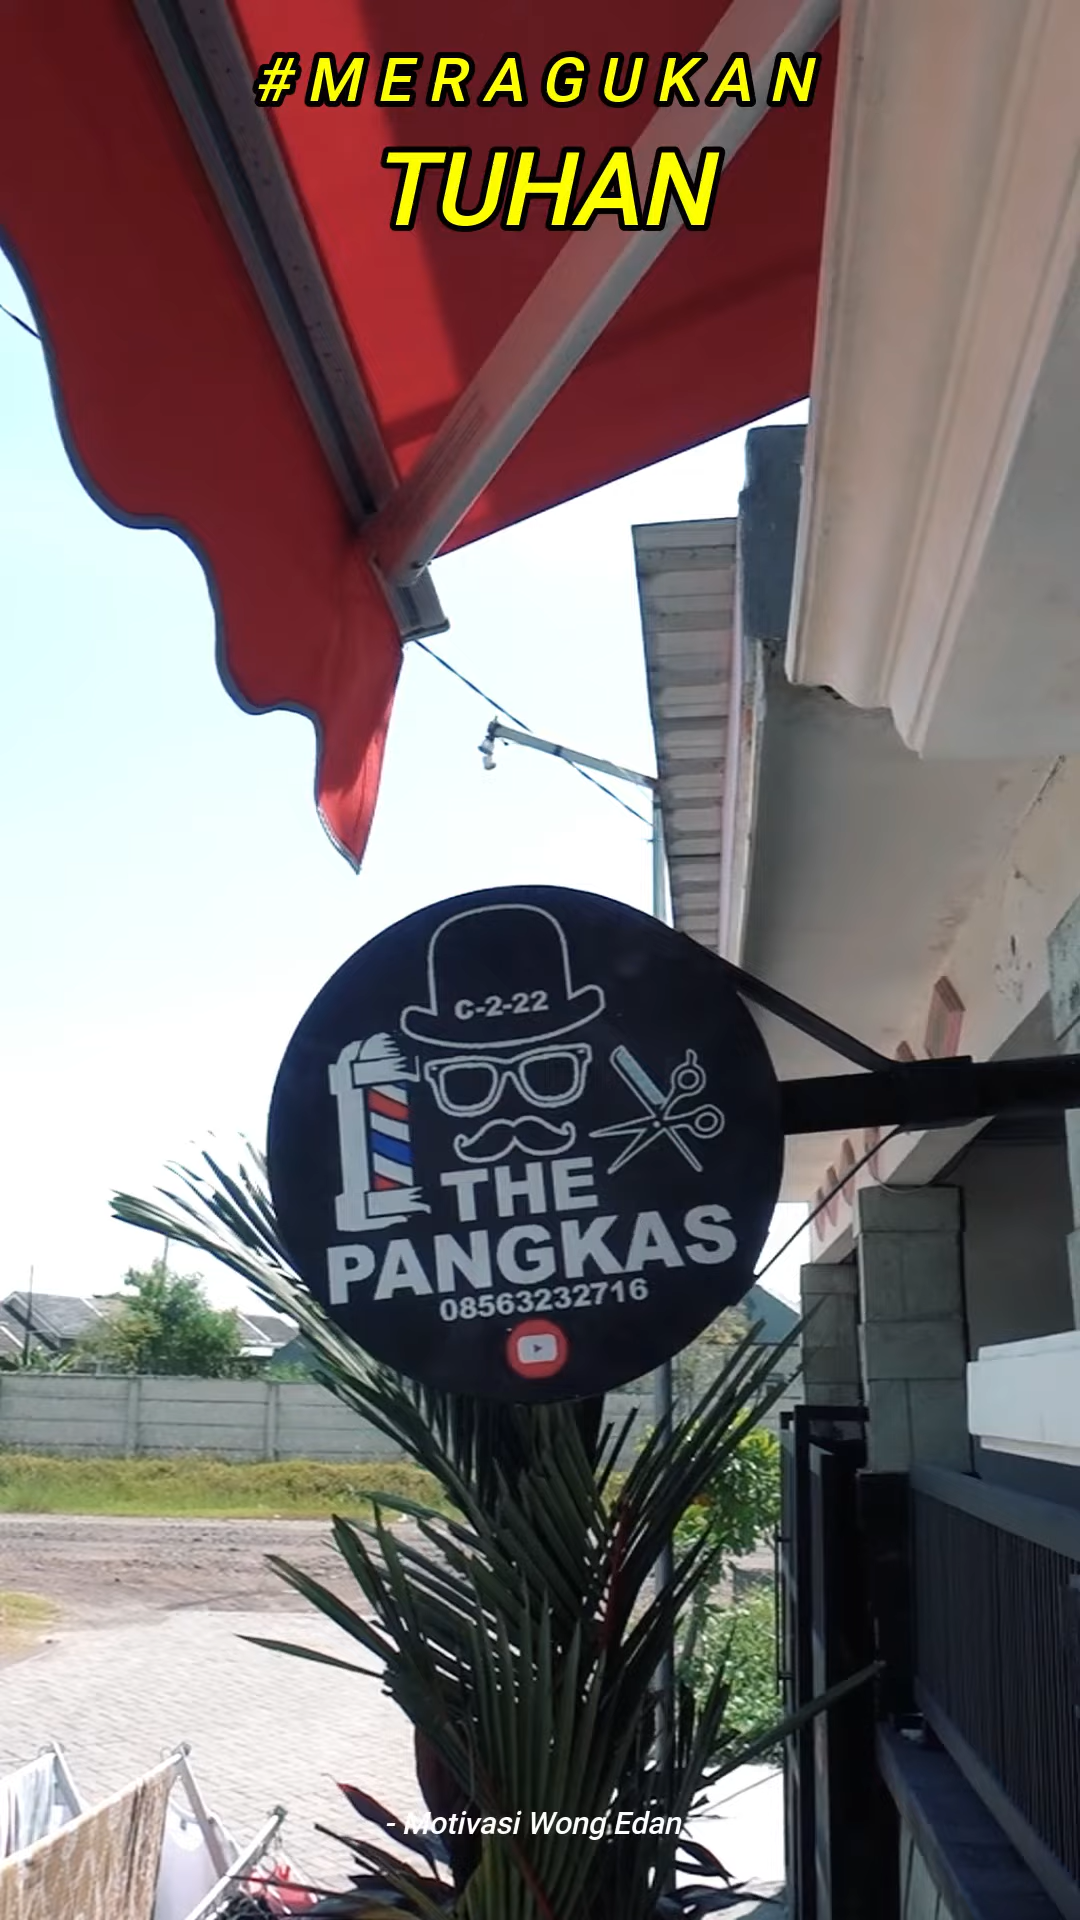 #MERAGUKAN
TUHAN
C-2-22
THE
PANGKAS
08563232716
- Motivasi Wong Edan